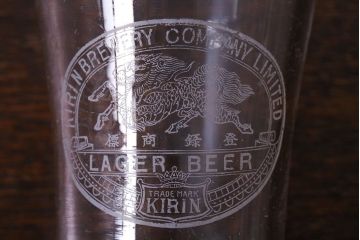 KIRIN BREWERY COMPANY LIMITED
標商録登
LAGER BEER
TRADE MARK
KIRIN